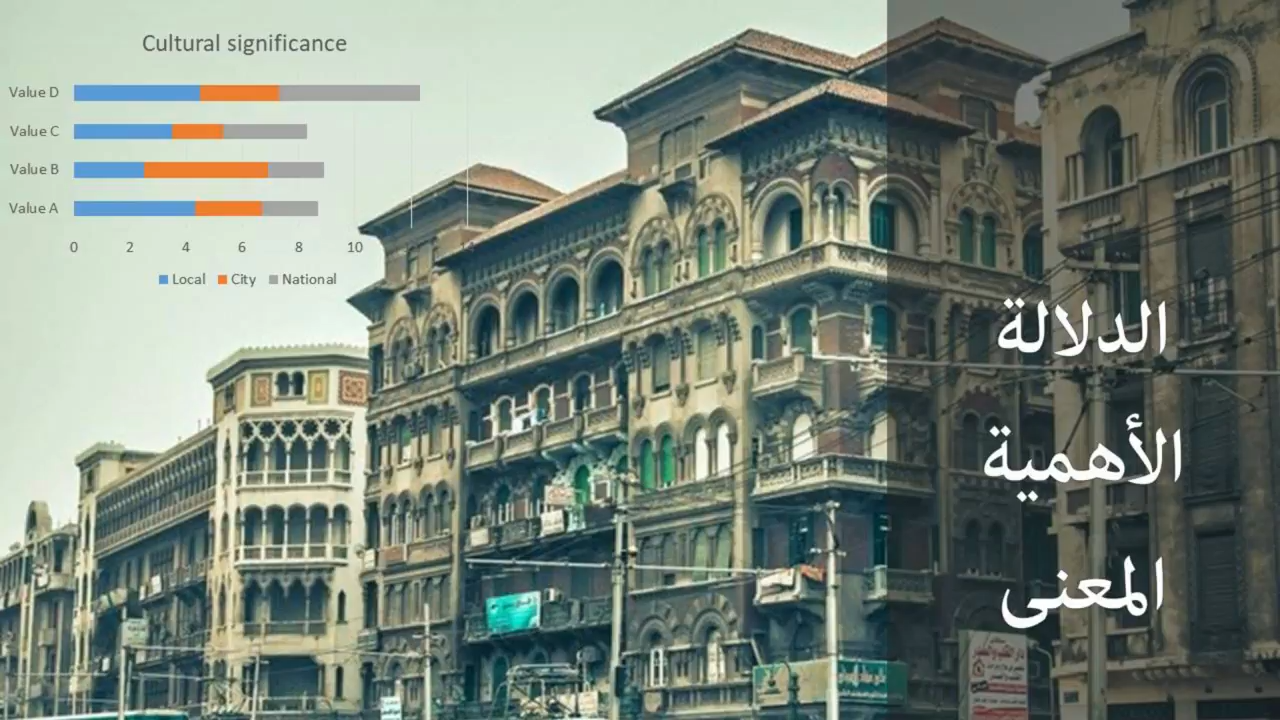 Cultural significance
Value D
Value C
Value B
Value A
0 2 4 6 8 10
Local City National
الدلالة
الأهمية
المعنى